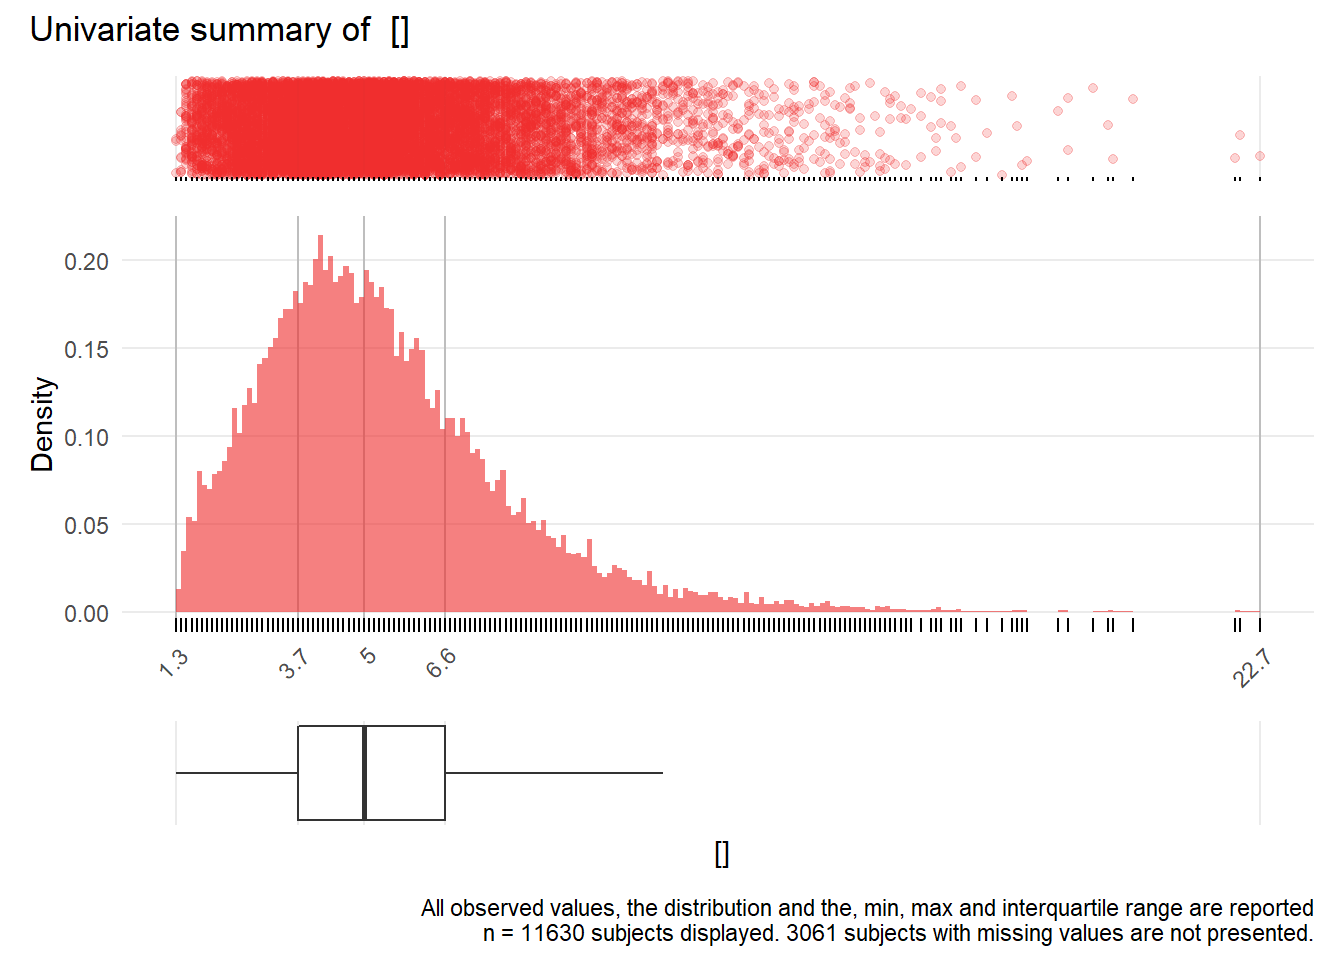 Univariate summary of  []
0.20
0.15
0.10
0.05
0.00
Density
1.3
3.7
5
6.6
22.7
[]
All observed values, the distribution and the, min, max and interquartile range are reported
n = 11630 subjects displayed. 3061 subjects with missing values are not presented.